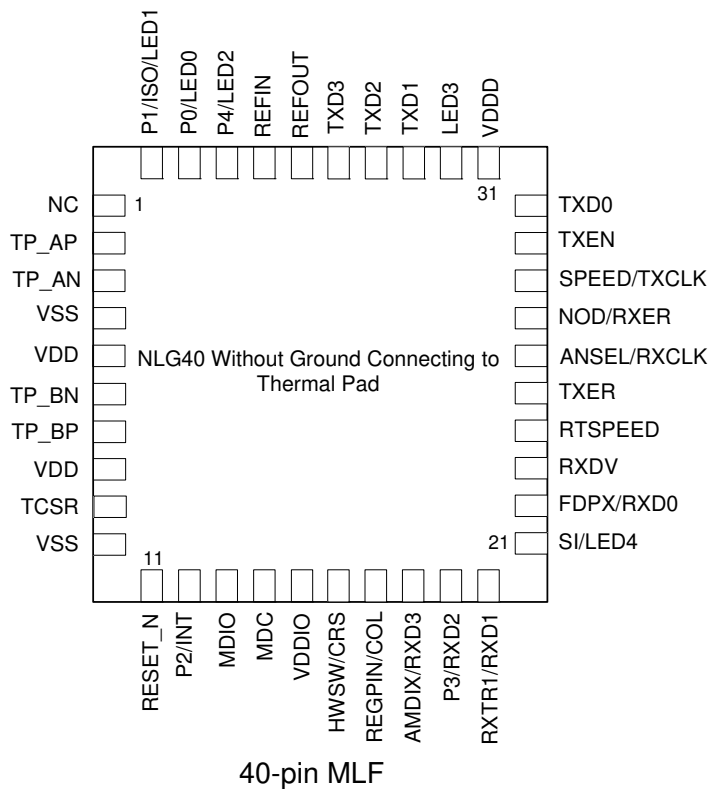 P1/ISO/LED1
P0/LED0
P4/LED2
REFIN
REFOUT
TXD3
TXD2
TXD1
LED3
VDDD
NC
1
31
TXD0
TP_AP
TXEN
TP_AN
SPEED/TXCLK
VSS
NOD/RXER
VDD
NLG40 Without Ground Connecting to
Thermal Pad
ANSEL/RXCLK
TP_BN
TXER
TP_BP
RTSPEED
VDD
RXDV
TCSR
FDPX/RXD0
VSS
11
21
SI/LED4
RESET_N
P2/INT
MDIO
MDC
VDDIO
HWSW/CRS
REGPIN/COL
AMDIX/RXD3
P3/RXD2
RXTR1/RXD1
40-pin MLF